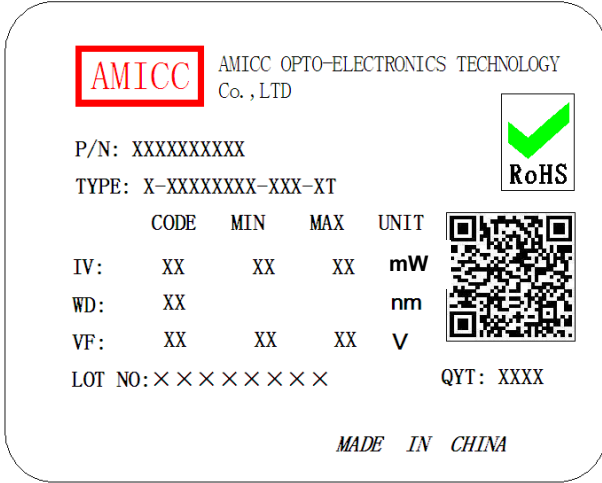 AMICC
AMICC OPTO-ELECTRONICS TECHNOLOGY
Co.,LTD
RoHS
P/N: XXXXXXXXXX
TYPE: X-XXXXXXXX-XXX-XT
CODE MIN MAX UNIT
IV: XX XX XX mW
WD: XX nm
VF: XX XX XX V
LOT NO:××××××××
QYT: XXXX
MADE IN CHINA